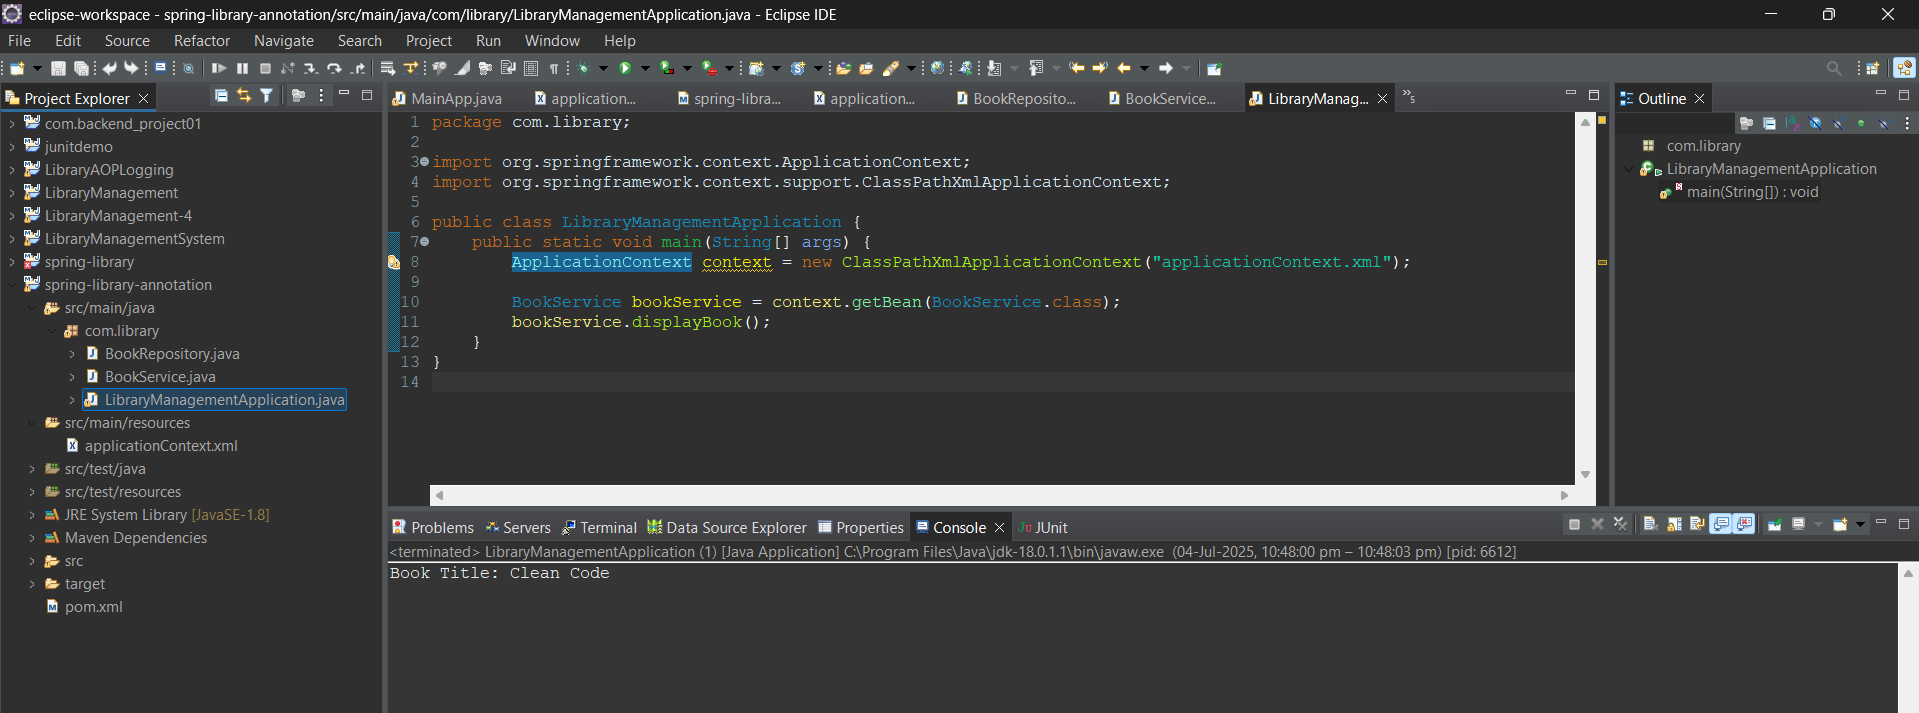 eclipse-workspace - spring-library-annotation/src/main/java/com/library/LibraryManagementApplication.java - Eclipse IDE
File Edit Source Refactor Navigate Search Project Run Window Help
Project Explorer
com.backend_project01
junitdemo
LibraryAOPLogging
LibraryManagement
LibraryManagement-4
LibraryManagementSystem
spring-library
spring-library-annotation
src/main/java
com.library
BookRepository.java
BookService.java
LibraryManagementApplication.java
src/main/resources
applicationContext.xml
src/test/java
src/test/resources
JRE System Library [JavaSE-1.8]
Maven Dependencies
src
target
pom.xml
MainApp.java application... spring-libra... application... BookReposito... BookService... LibraryManag... »5
1 package com.library;
2
3 import org.springframework.context.ApplicationContext;
4 import org.springframework.context.support.ClassPathXmlApplicationContext;
5
6 public class LibraryManagementApplication {
7 public static void main(String[] args) {
8 ApplicationContext context = new ClassPathXmlApplicationContext("applicationContext.xml");
9
10 BookService bookService = context.getBean(BookService.class);
11 bookService.displayBook();
12 }
13 }
14
Outline
com.library
LibraryManagementApplication
main(String[]) : void
Problems Servers Terminal Data Source Explorer Properties Console JUnit
<terminated> LibraryManagementApplication (1) [Java Application] C:\Program Files\Java\jdk-18.0.1.1\bin\javaw.exe (04-Jul-2025, 10:48:00 pm – 10:48:03 pm) [pid: 6612]
Book Title: Clean Code